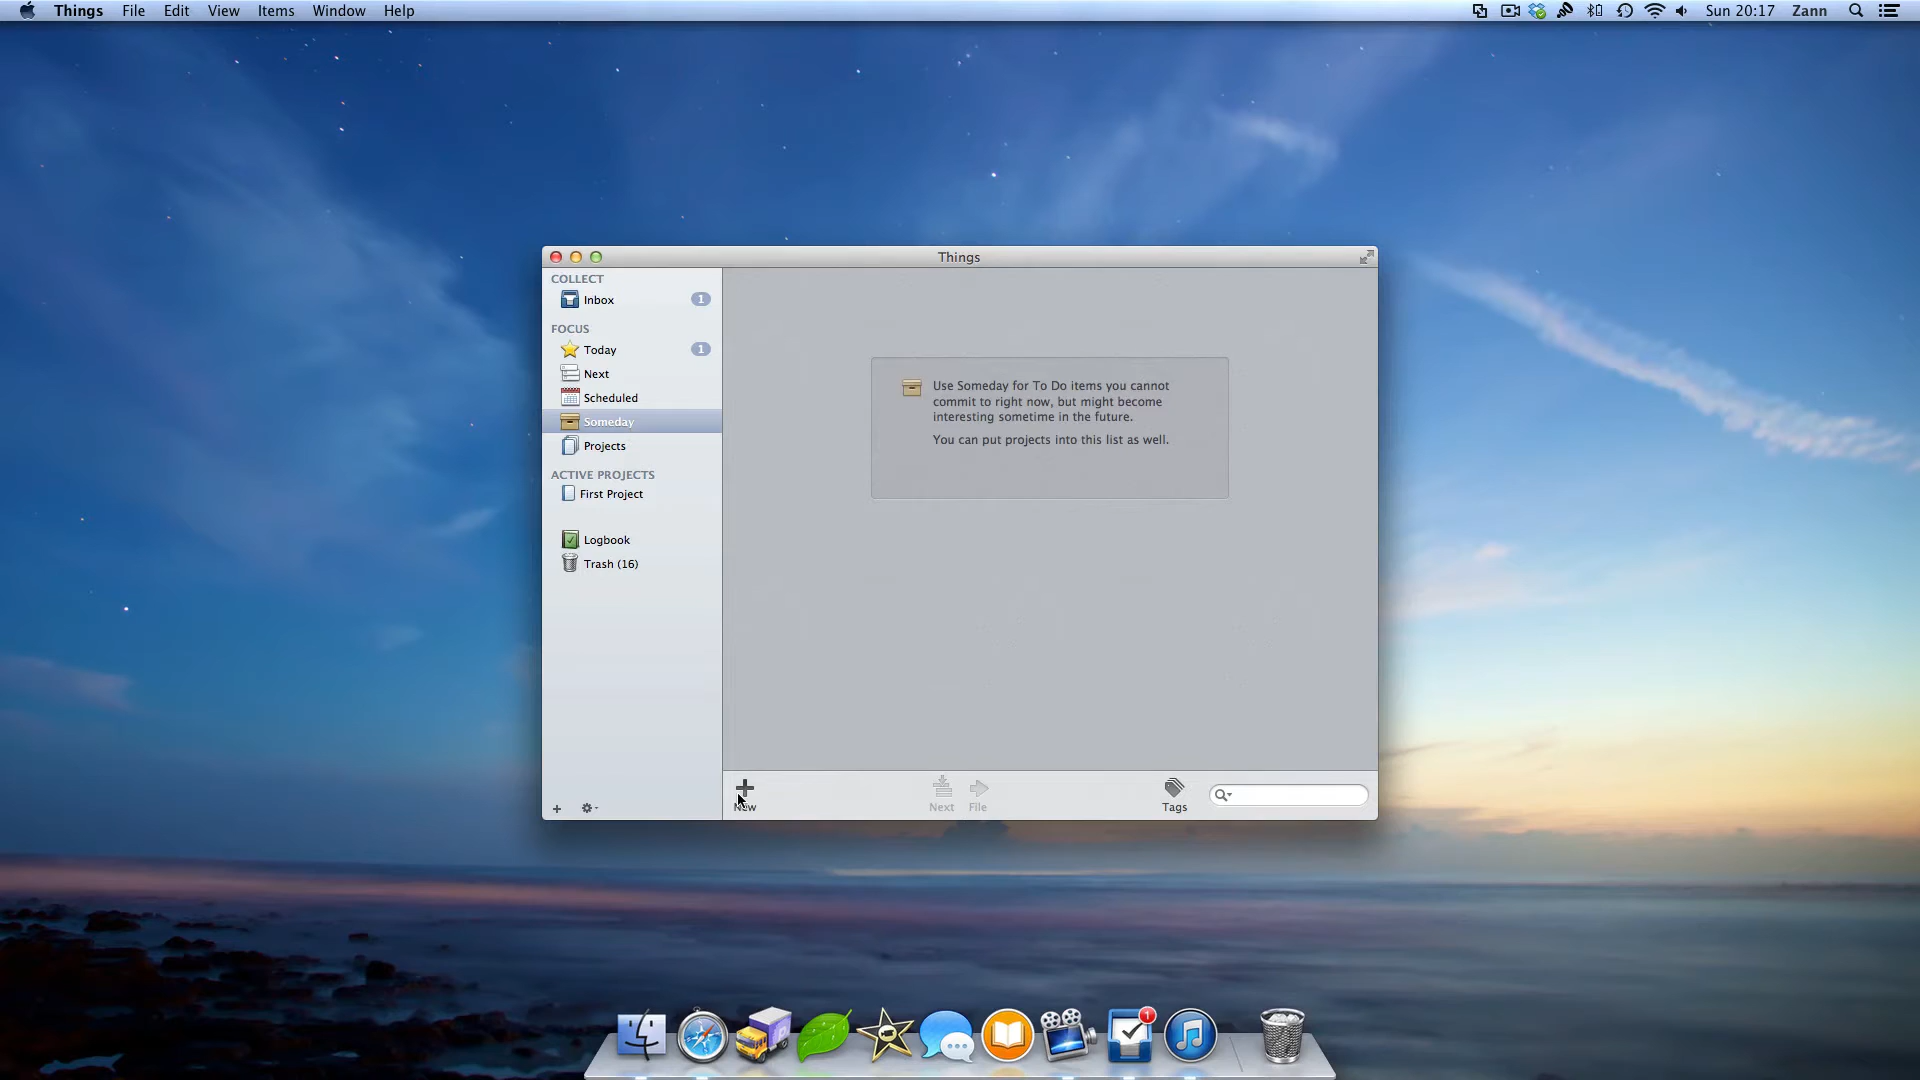 Things File Edit View Items Window Help Sun 20:17 Zann
Things
COLLECT
Inbox 1
FOCUS
Today 1
Next
Scheduled
Someday
Projects
ACTIVE PROJECTS
First Project
Logbook
Trash (16)
Use Someday for To Do items you cannot
commit to right now, but might become
interesting sometime in the future.
You can put projects into this list as well.
New Next File Tags
1